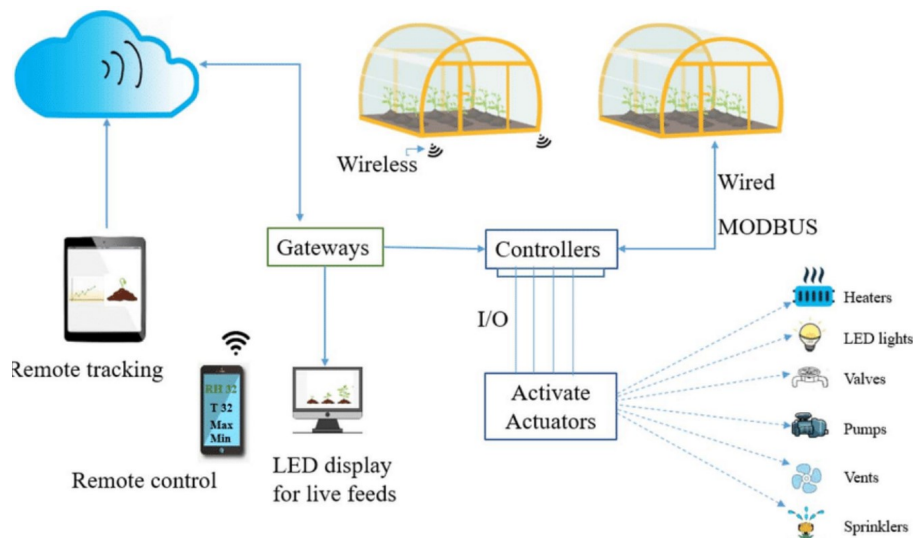 Wireless
Wired
MODBUS
Gateways
Controllers
I/O
Heaters
LED lights
Valves
Pumps
Vents
Sprinklers
Activate
Actuators
Remote tracking
RH 32
T 32
Max
Min
Remote control
LED display
for live feeds